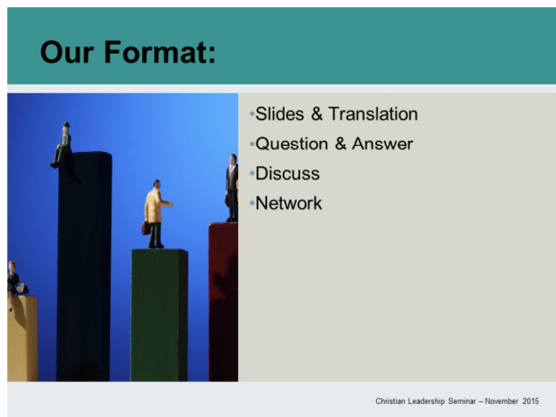 Our Format:
•Slides & Translation
•Question & Answer
•Discuss
•Network
Christian Leadership Seminar – November 2015